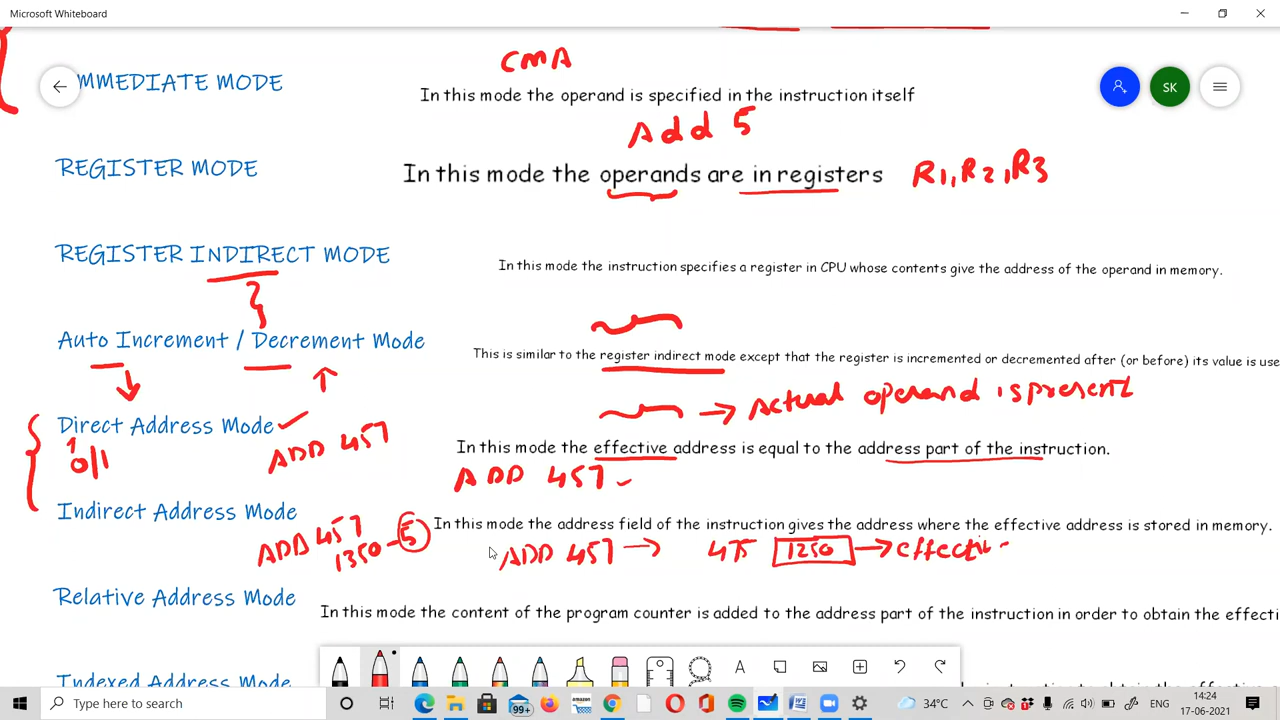 Microsoft Whiteboard
CMA
MMEDIATE MODE
In this mode the operand is specified in the instruction itself
SK
Add 5
REGISTER MODE
In this mode the operands are in registers
R1, R2, R3
REGISTER INDIRECT MODE
In this mode the instruction specifies a register in CPU whose contents give the address of the operand in memory.
Auto Increment / Decrement Mode
This is similar to the register indirect mode except that the register is incremented or decremented after (or before) its value is use
Actual operand is present
Direct Address Mode
0/1
ADD 457
In this mode the effective address is equal to the address part of the instruction.
ADD 457
Indirect Address Mode
ADD 457
1350 - 5
In this mode the address field of the instruction gives the address where the effective address is stored in memory.
ADD 457 → 475 1250 → effecti
Relative Address Mode
In this mode the content of the program counter is added to the address part of the instruction in order to obtain the effecti
Indexed Address Mode
A
Type here to search
99+
amazon
34°C
ENG
14:24
17-06-2021